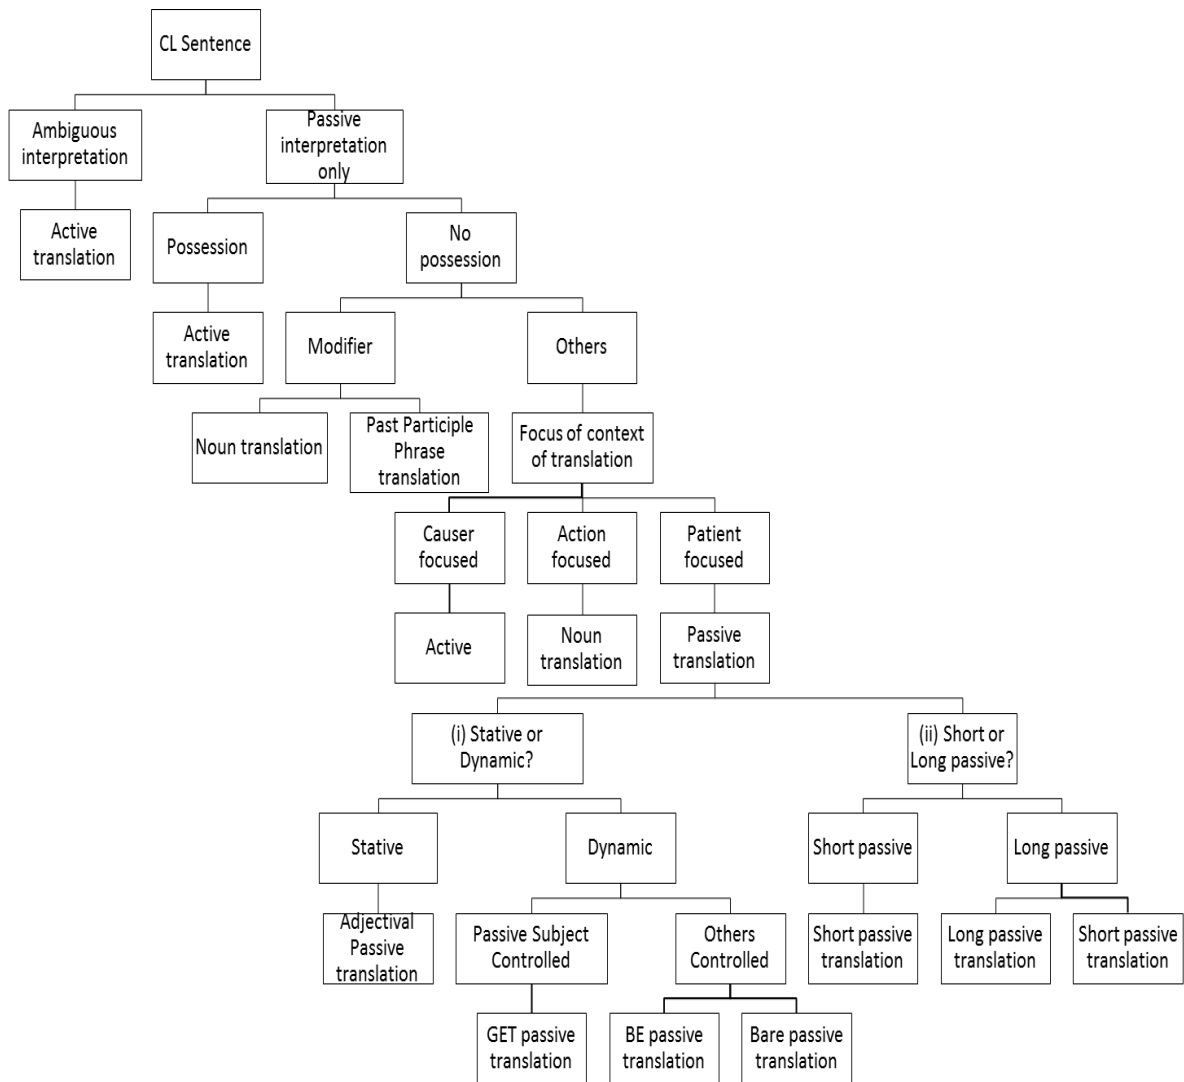 CL Sentence
Ambiguous
interpretation
Passive
interpretation
only
Active
translation
Possession
No
possession
Active
translation
Modifier
Others
Noun translation
Past Participle
Phrase
translation
Focus of context
of translation
Causer
focused
Action
focused
Patient
focused
Active
Noun
translation
Passive
translation
(i) Stative or
Dynamic?
(ii) Short or
Long passive?
Stative
Dynamic
Short passive
Long passive
Adjectival
Passive
translation
Passive Subject
Controlled
Others
Controlled
Short passive
translation
Long passive
translation
Short passive
translation
GET passive
translation
BE passive
translation
Bare passive
translation